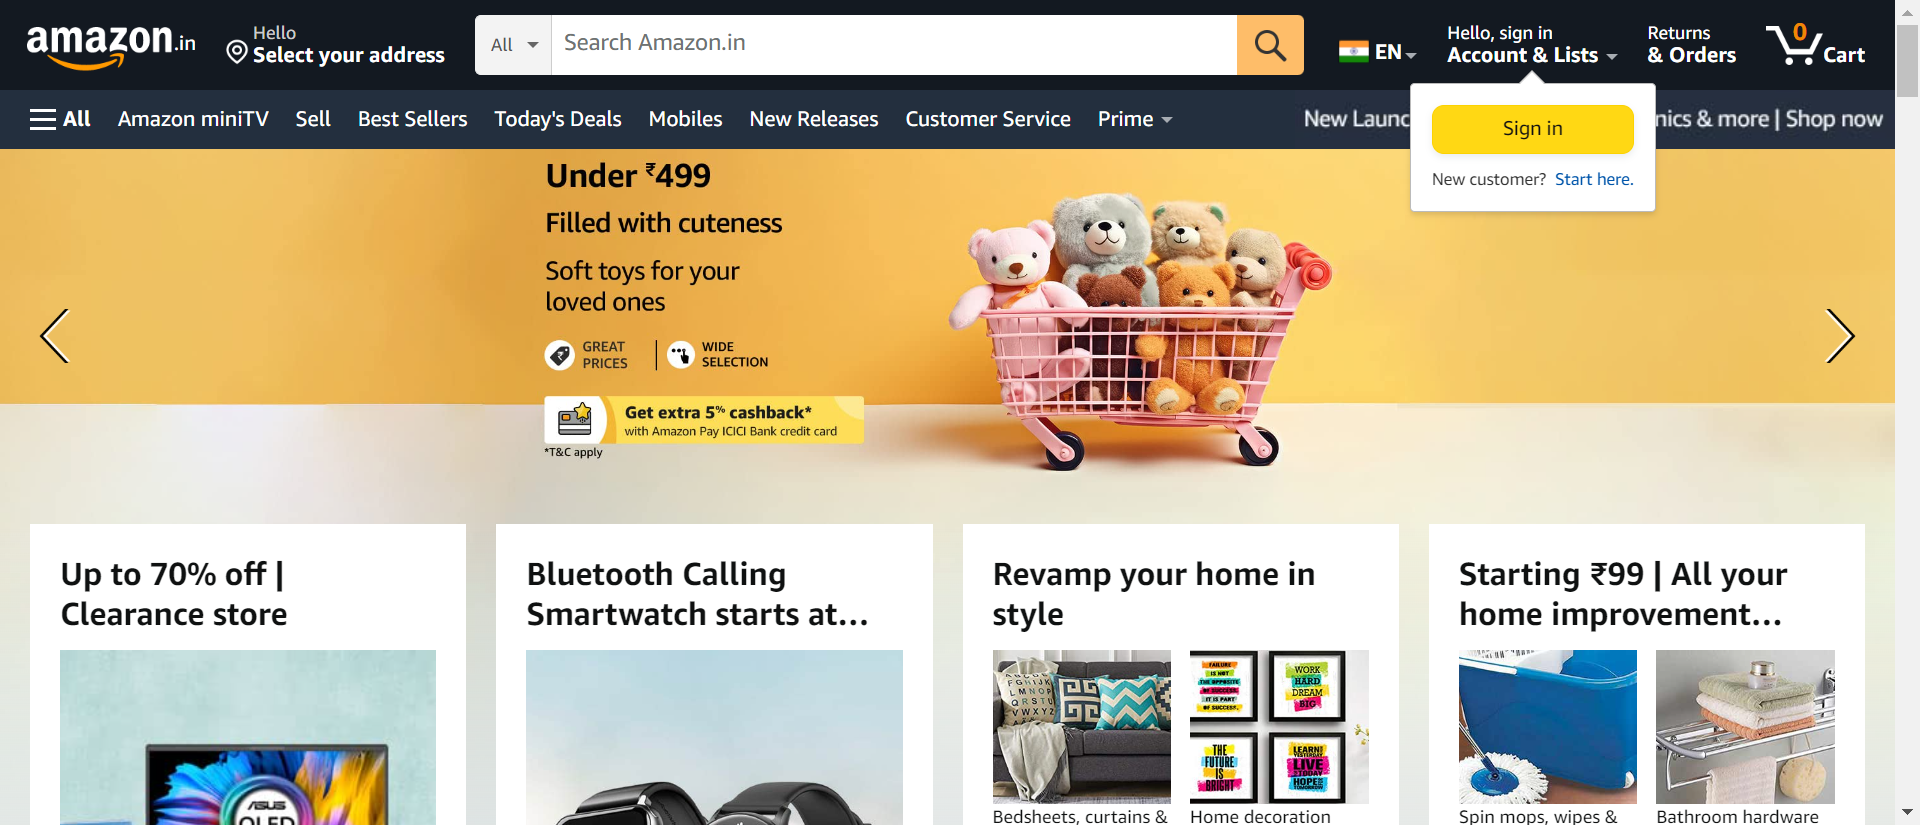 amazon.in
Hello
Select your address
All
Search Amazon.in
EN
Hello, sign in
Account & Lists
Returns
& Orders
0
Cart
All
Amazon miniTV
Sell
Best Sellers
Today's Deals
Mobiles
New Releases
Customer Service
Prime
New Launc
nics & more | Shop now
Sign in
New customer? Start here.
Under ₹499
Filled with cuteness
Soft toys for your
loved ones
GREAT
PRICES
WIDE
SELECTION
Get extra 5% cashback*
with Amazon Pay ICICI Bank credit card
*T&C apply
Up to 70% off |
Clearance store
ASUS
OLED
Bluetooth Calling
Smartwatch starts at...
Revamp your home in
style
GHIJK
LMNOP
QRSTU
VWXYZ
FAILURE
IS NOT
THE OPPOSITE
OF SUCCESS
IT IS PART
OF SUCCESS.
WORK
HARD
DREAM
BIG
THE
FUTURE
IS
BRIGHT
LEARN
YESTERDAY
LIVE
TODAY
HOPE
TOMORROW
Bedsheets, curtains &
Home decoration
Starting ₹99 | All your
home improvement...
Spin mops, wipes &
Bathroom hardware